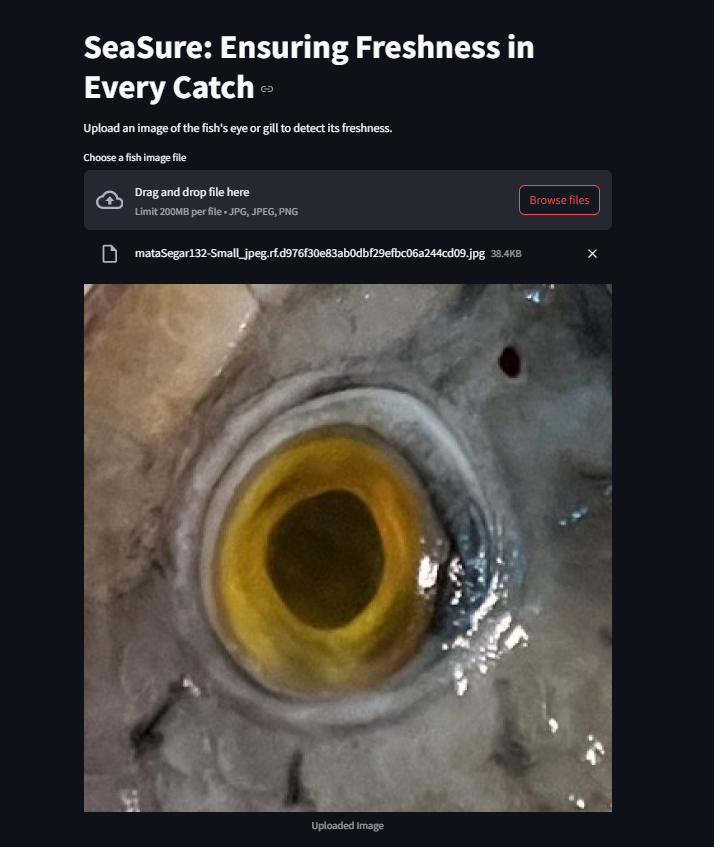 SeaSure: Ensuring Freshness in
Every Catch
Upload an image of the fish's eye or gill to detect its freshness.
Choose a fish image file
Drag and drop file here
Limit 200MB per file • JPG, JPEG, PNG
Browse files
mataSegar132-Small_jpeg.rf.d976f30e83ab0dbf29efbc06a244cd09.jpg 38.4KB
Uploaded Image